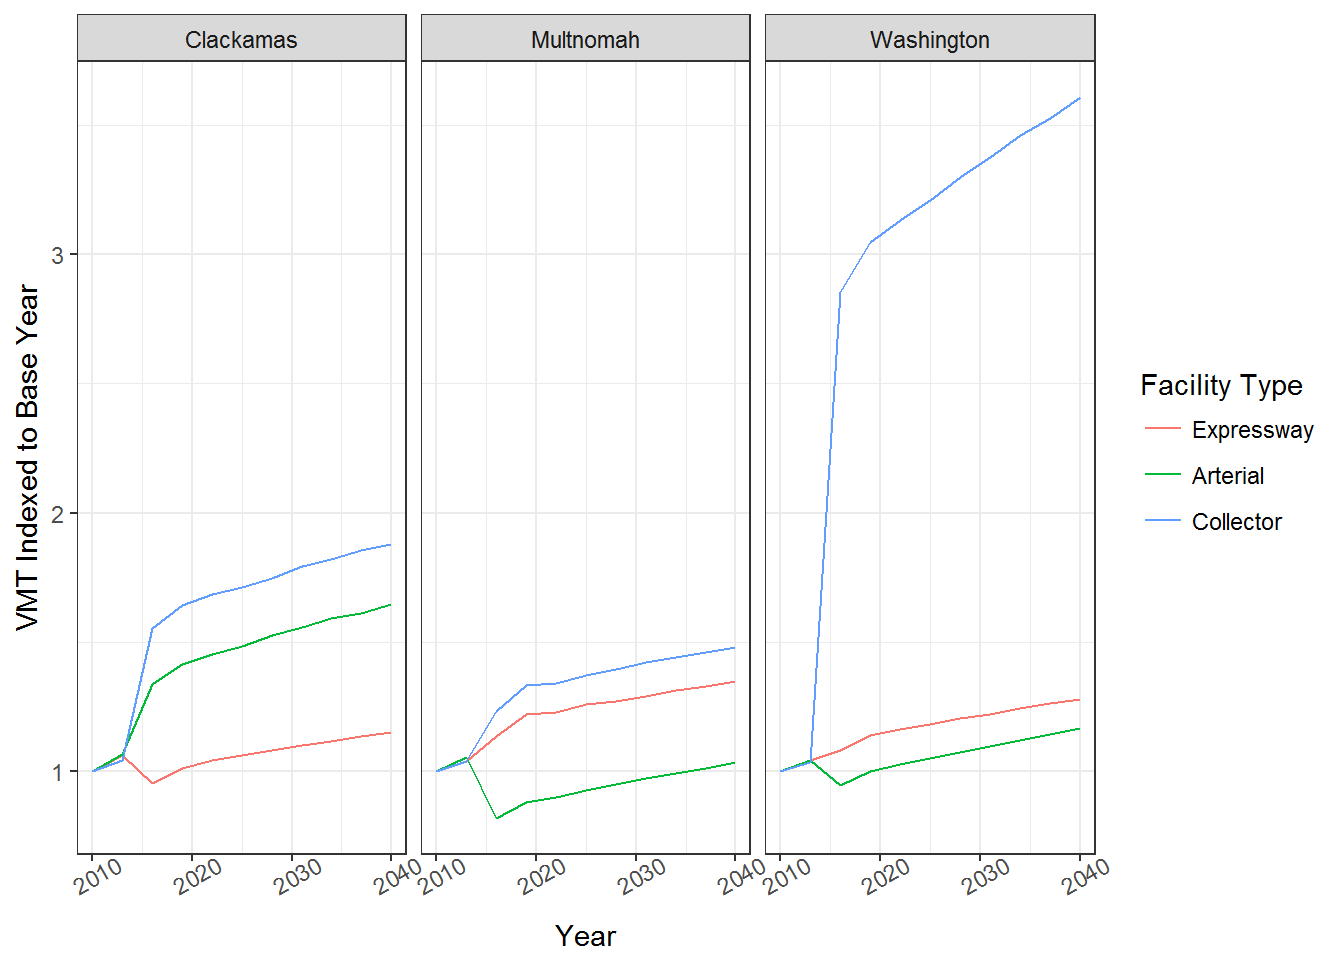 Clackamas
Multnomah
Washington
VMT Indexed to Base Year
3
2
1
2010
2020
2030
2040
2010
2020
2030
2040
2010
2020
2030
2040
Year
Facility Type
Expressway
Arterial
Collector